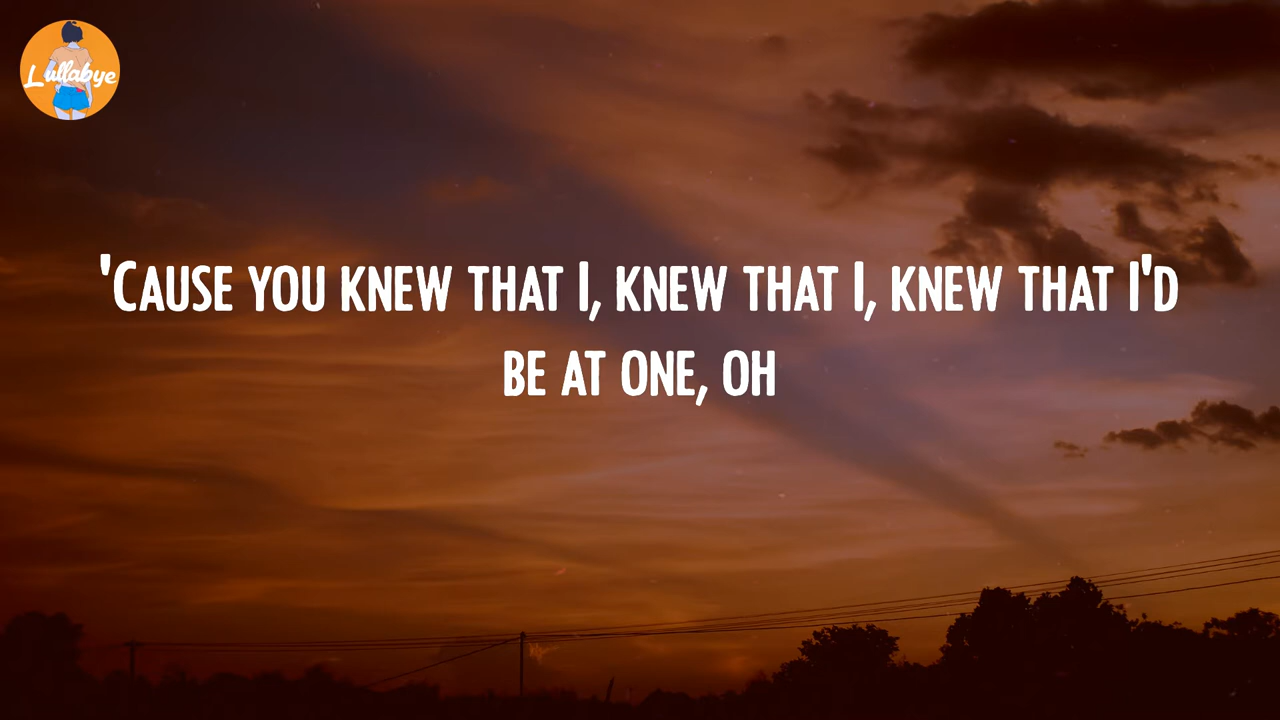 Lullabye
'CAUSE YOU KNEW THAT I, KNEW THAT I, KNEW THAT I'D
BE AT ONE, OH